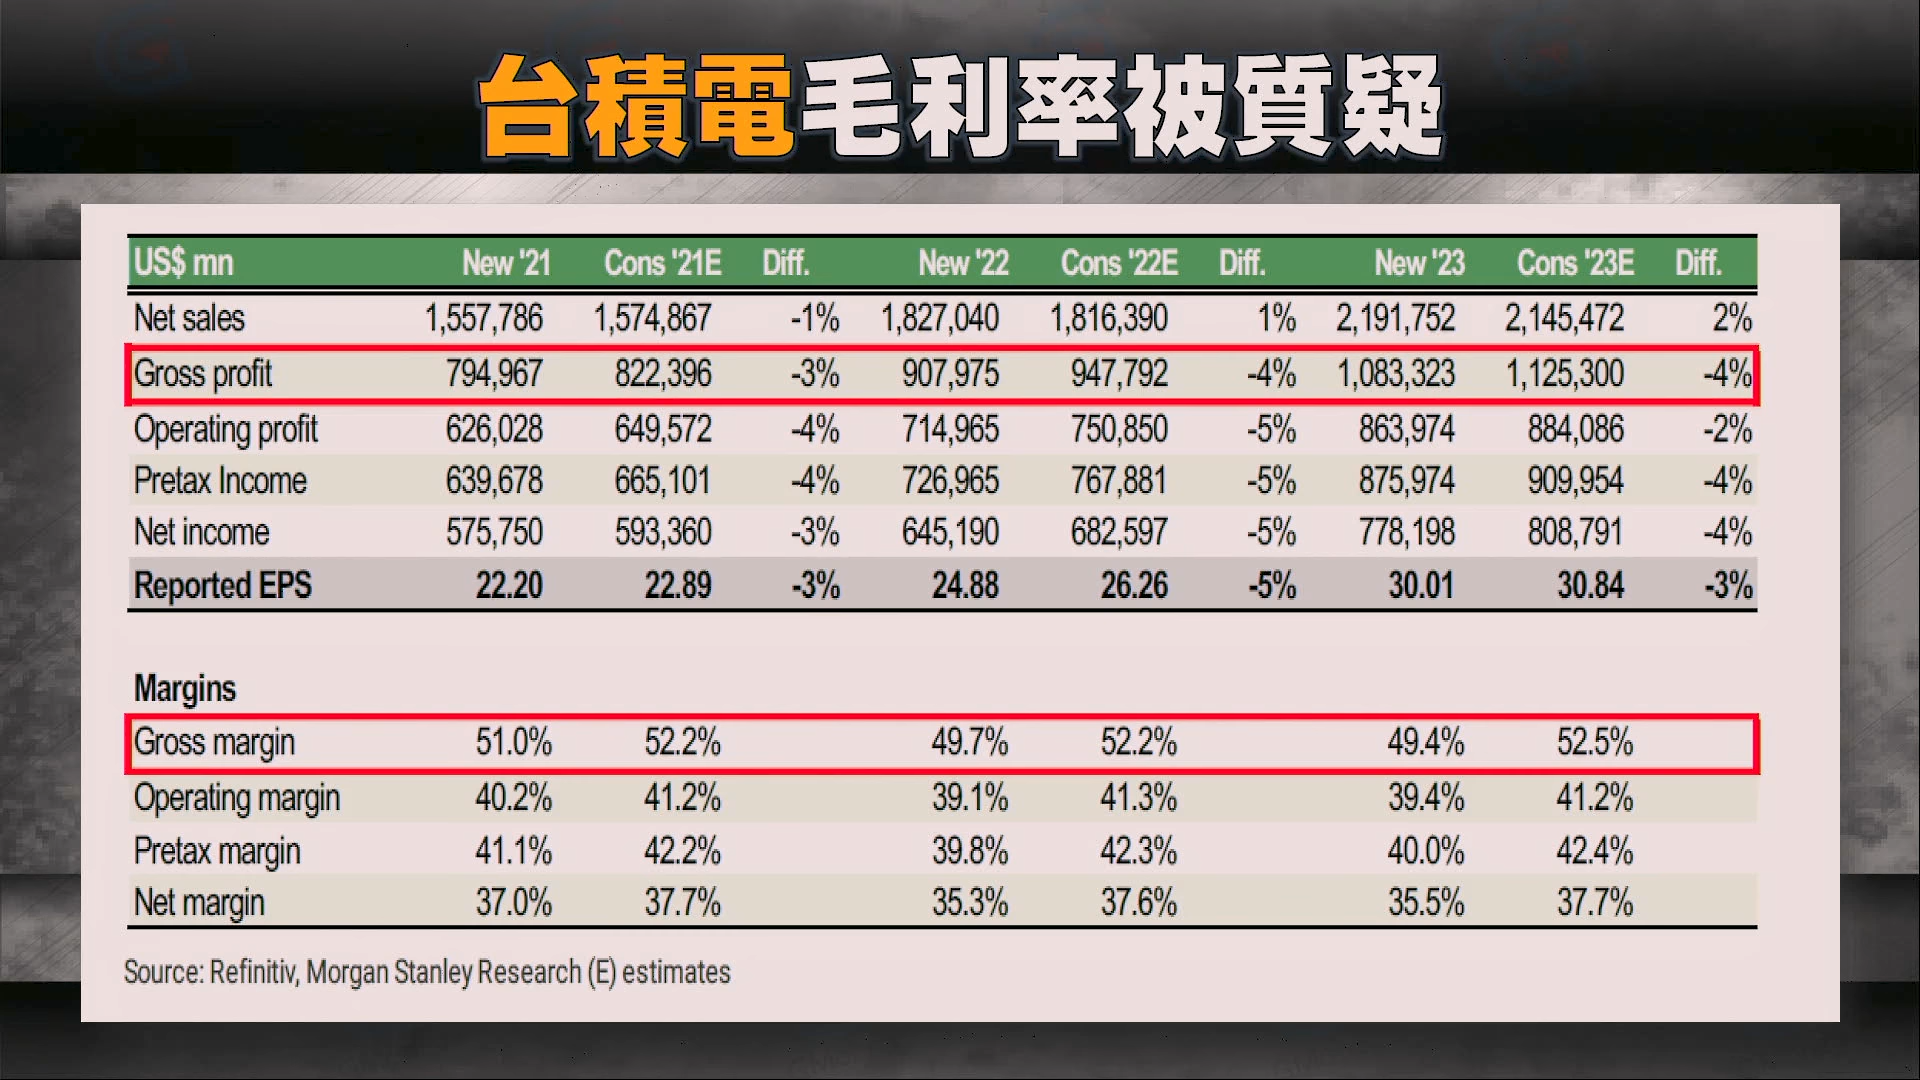 台積電毛利率被質疑
US$ mn New '21 Cons '21E Diff. New '22 Cons '22E Diff. New '23 Cons '23E Diff.
Net sales 1,557,786 1,574,867 -1% 1,827,040 1,816,390 1% 2,191,752 2,145,472 2%
Gross profit 794,967 822,396 -3% 907,975 947,792 -4% 1,083,323 1,125,300 -4%
Operating profit 626,028 649,572 -4% 714,965 750,850 -5% 863,974 884,086 -2%
Pretax Income 639,678 665,101 -4% 726,965 767,881 -5% 875,974 909,954 -4%
Net income 575,750 593,360 -3% 645,190 682,597 -5% 778,198 808,791 -4%
Reported EPS 22.20 22.89 -3% 24.88 26.26 -5% 30.01 30.84 -3%
Margins
Gross margin 51.0% 52.2% 49.7% 52.2% 49.4% 52.5%
Operating margin 40.2% 41.2% 39.1% 41.3% 39.4% 41.2%
Pretax margin 41.1% 42.2% 39.8% 42.3% 40.0% 42.4%
Net margin 37.0% 37.7% 35.3% 37.6% 35.5% 37.7%
Source: Refinitiv, Morgan Stanley Research (E) estimates